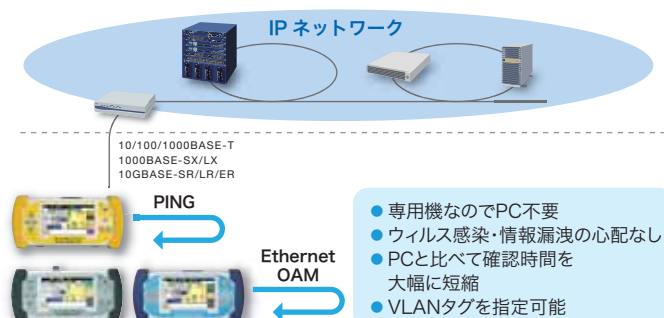 IP ネットワーク
10/100/1000BASE-T
1000BASE-SX/LX
10GBASE-SR/LR/ER
PING
Ethernet
OAM
● 専用機なのでPC不要
● ウィルス感染・情報漏洩の心配なし
● PCと比べて確認時間を
大幅に短縮
● VLANタグを指定可能